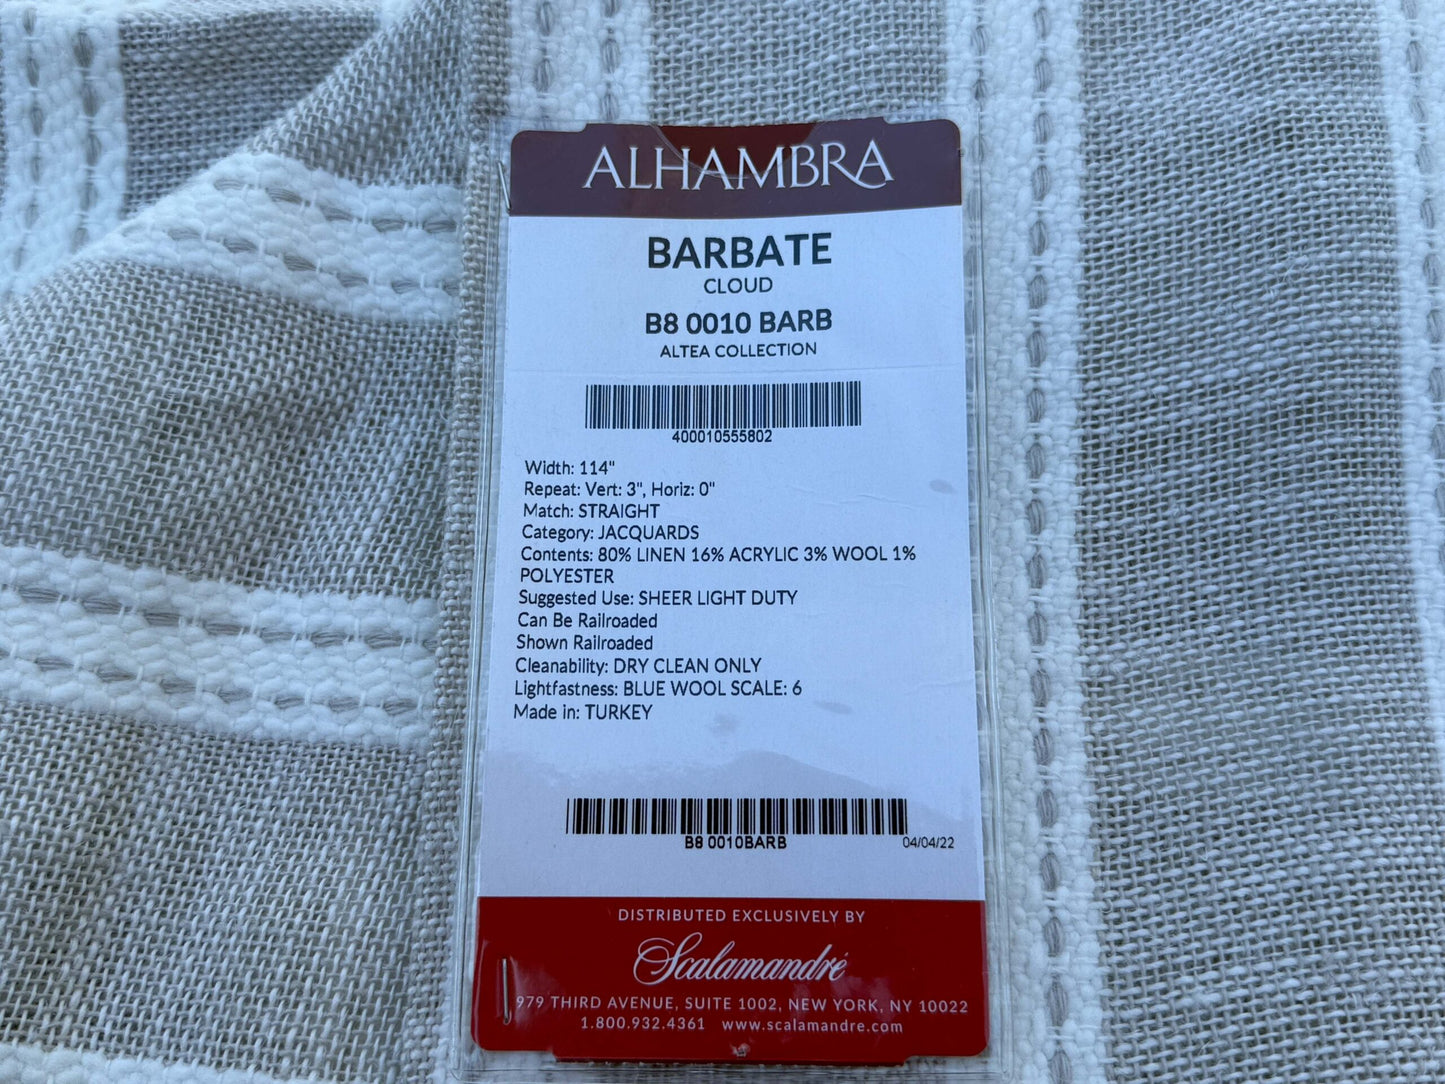 ALHAMBRA
BARBATE
CLOUD
B8 0010 BARB
ALTEA COLLECTION
400010555802
Width: 114"
Repeat: Vert: 3", Horiz: 0"
Match: STRAIGHT
Category: JACQUARDS
Contents: 80% LINEN 16% ACRYLIC 3% WOOL 1%
POLYESTER
Suggested Use: SHEER LIGHT DUTY
Can Be Railroaded
Shown Railroaded
Cleanability: DRY CLEAN ONLY
Lightfastness: BLUE WOOL SCALE: 6
Made in: TURKEY
B8 0010BARB
04/04/22
DISTRIBUTED EXCLUSIVELY BY
Scalamandré
979 THIRD AVENUE, SUITE 1002, NEW YORK, NY 10022
1.800.932.4361 www.scalamandre.com